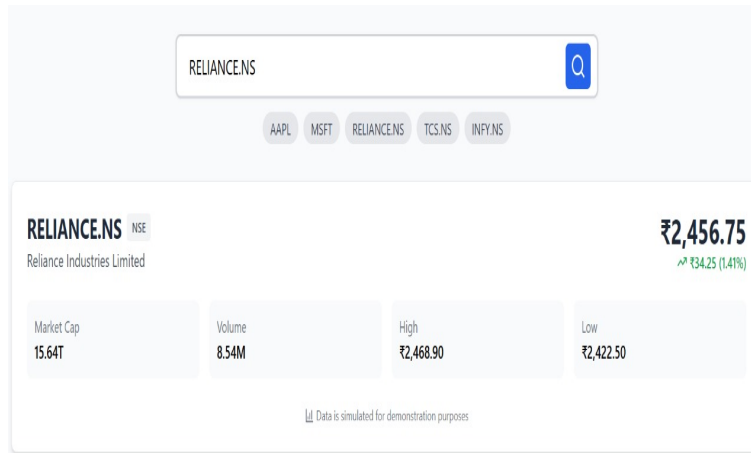 RELIANCE.NS
AAPL MSFT RELIANCE.NS TCS.NS INFY.NS
RELIANCE.NS NSE ₹2,456.75
Reliance Industries Limited ₹34.25 (1.41%)
Market Cap Volume High Low
15.64T 8.54M ₹2,468.90 ₹2,422.50
Data is simulated for demonstration purposes